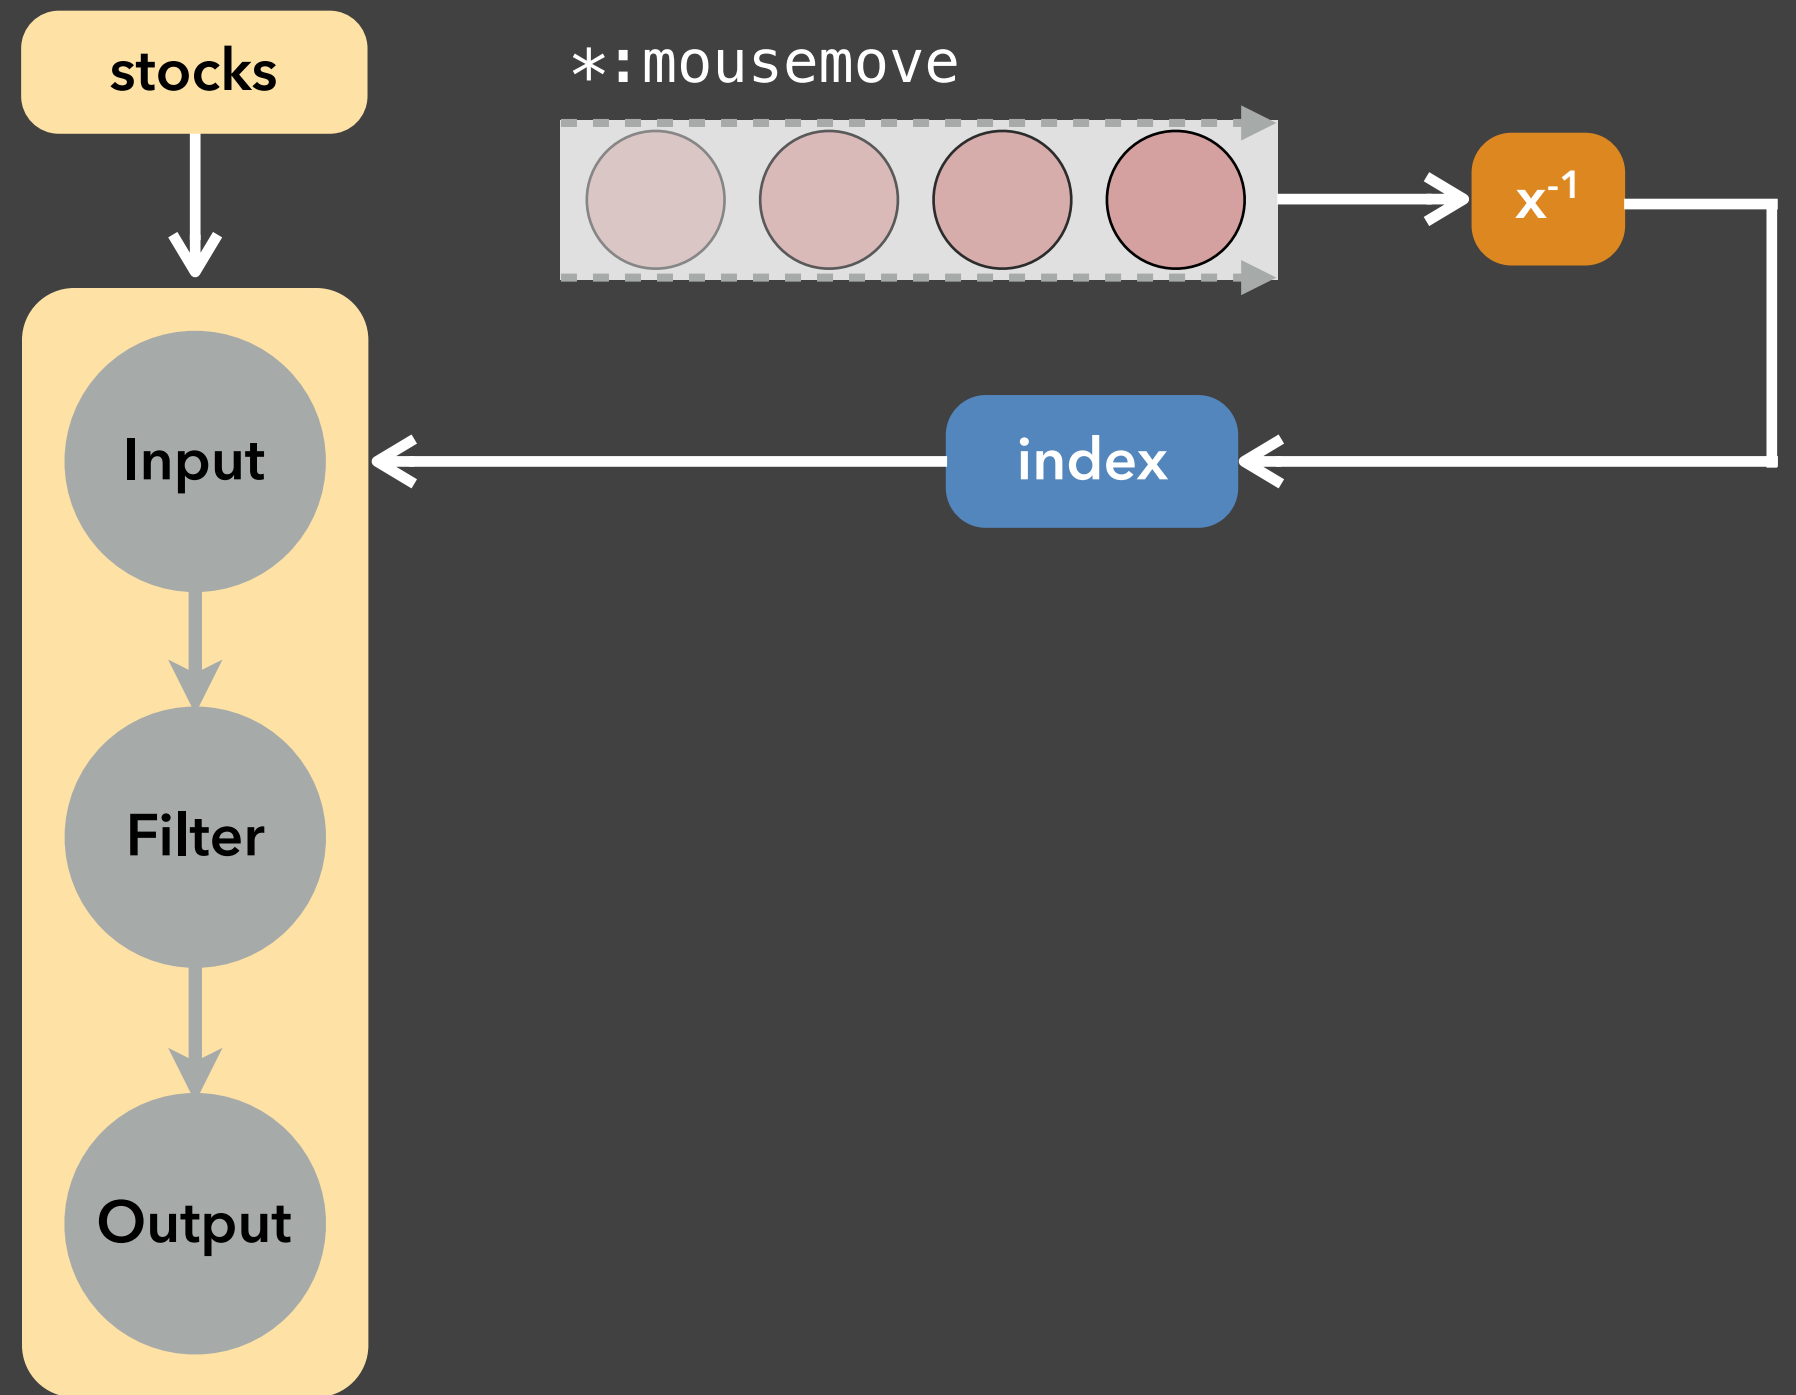 stocks
*:mousemove
x⁻¹
index
Input
Filter
Output